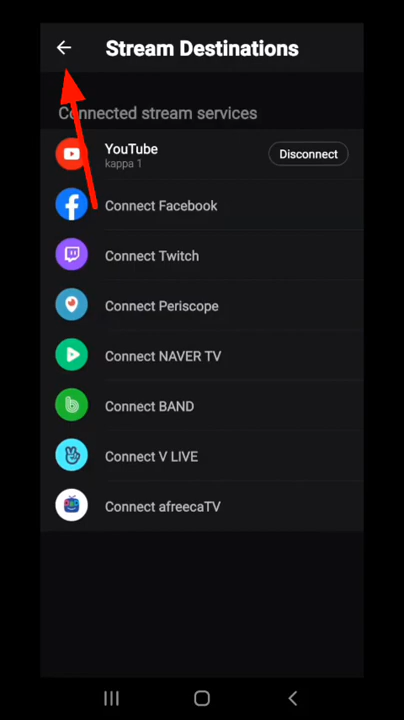 Stream Destinations
Connected stream services
YouTube
kappa 1
Disconnect
Connect Facebook
Connect Twitch
Connect Periscope
Connect NAVER TV
Connect BAND
Connect V LIVE
Connect afreecaTV